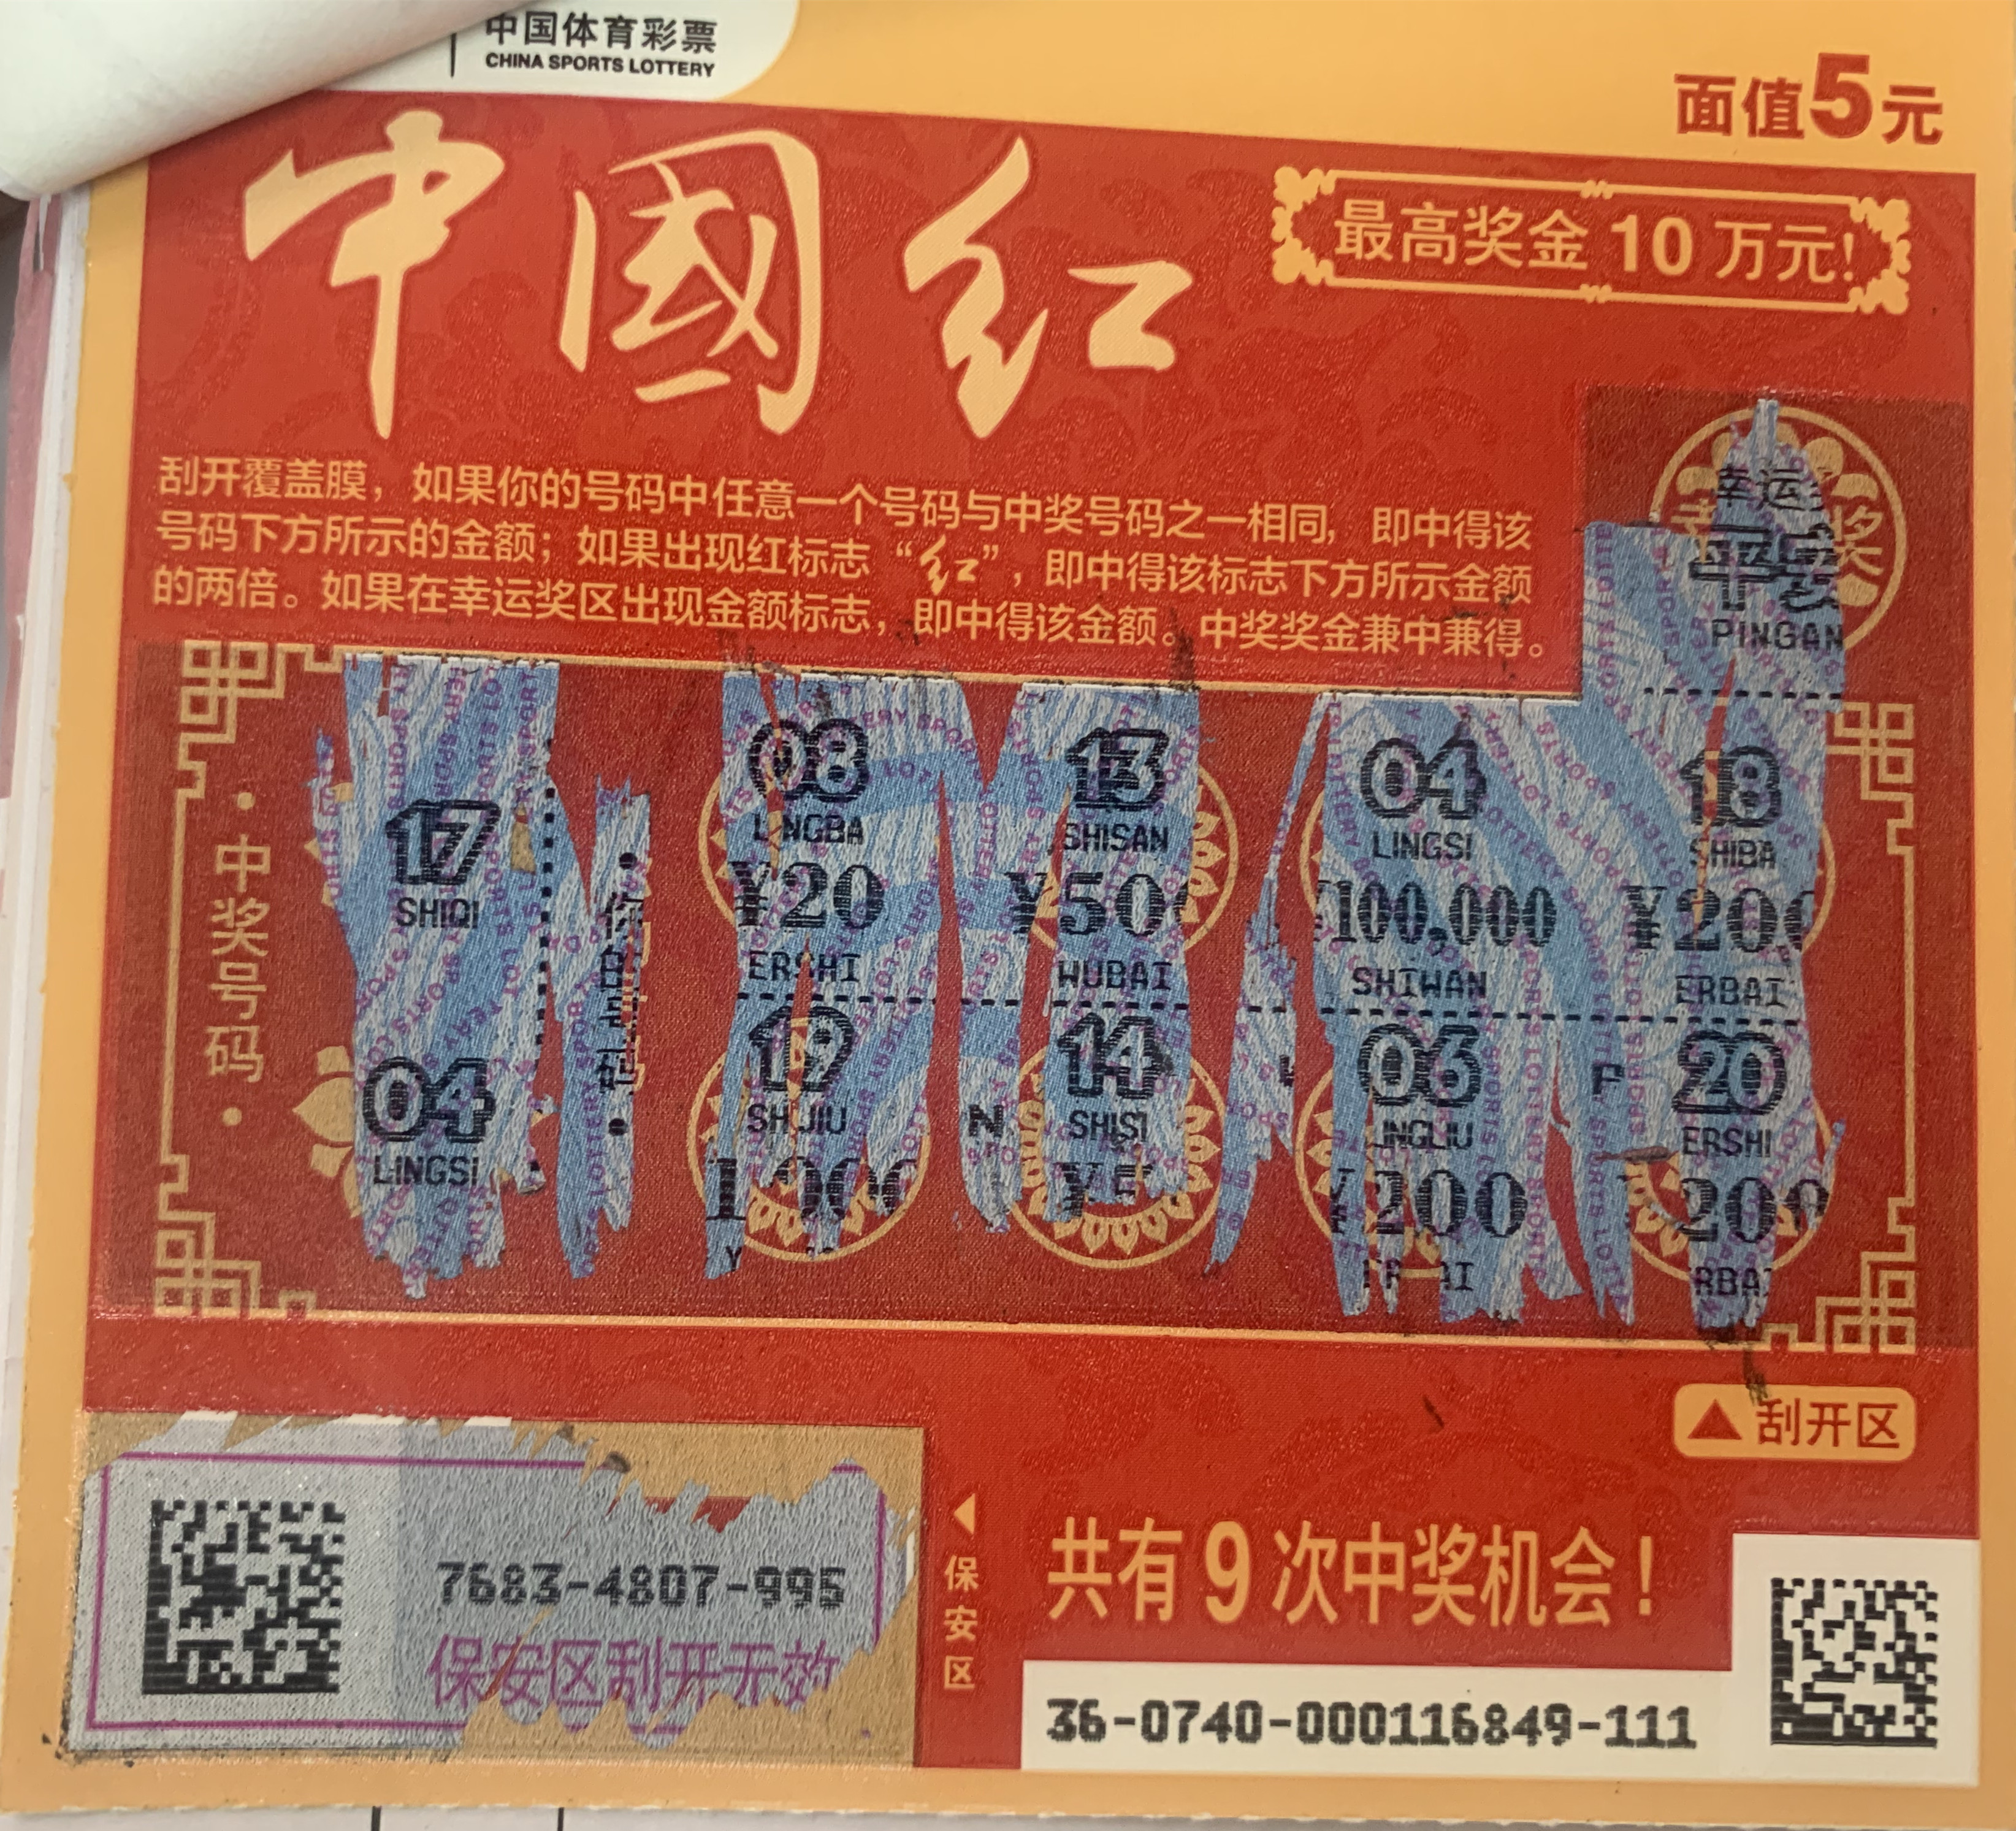 中国体育彩票
CHINA SPORTS LOTTERY
面值5元
中國红
最高奖金 10 万元!
刮开覆盖膜，如果你的号码中任意一个号码与中奖号码之一相同，即中得该
号码下方所示的金额；如果出现红标志“红”，即中得该标志下方所示金额
的两倍。如果在幸运奖区出现金额标志，即中得该金额。中奖奖金兼中兼得。
幸运
奖
平安
PINGAN
·中奖号码·
17
SHIQI
04
LINGSI
08 13 04 18
LINGBA SHISAN LINGSI SHIBA
¥20 ¥500 ¥100,000 ¥200
ERSHI WUBAI SHIWAN ERBAI
19 14 06 20
SHIJIU SHISI LINGLIU ERSHI
¥200 200
▲刮开区
7683-4807-995
保安区刮开无效
◀保安区
共有 9 次中奖机会！
36-0740-000116849-111